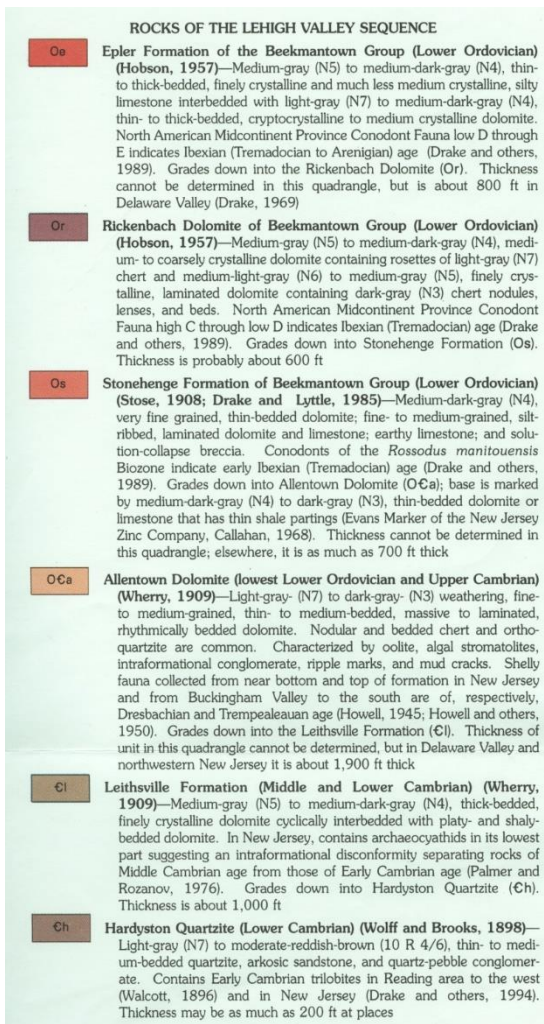 ROCKS OF THE LEHIGH VALLEY SEQUENCE
Oe
Epler Formation of the Beekmantown Group (Lower Ordovician)
(Hobson, 1957)—Medium-gray (N5) to medium-dark-gray (N4), thin-
to thick-bedded, finely crystalline and much less medium crystalline, silty
limestone interbedded with light-gray (N7) to medium-dark-gray (N4),
thin- to thick-bedded, cryptocrystalline to medium crystalline dolomite.
North American Midcontinent Province Conodont Fauna low D through
E indicates Ibexian (Tremadocian to Arenigian) age (Drake and others,
1989). Grades down into the Rickenbach Dolomite (Or). Thickness
cannot be determined in this quadrangle, but is about 800 ft in
Delaware Valley (Drake, 1969)
Or
Rickenbach Dolomite of Beekmantown Group (Lower Ordovician)
(Hobson, 1957)—Medium-gray (N5) to medium-dark-gray (N4), medi-
um- to coarsely crystalline dolomite containing rosettes of light-gray (N7)
chert and medium-light-gray (N6) to medium-gray (N5), finely crys-
talline, laminated dolomite containing dark-gray (N3) chert nodules,
lenses, and beds. North American Midcontinent Province Conodont
Fauna high C through low D indicates Ibexian (Tremadocian) age (Drake
and others, 1989). Grades down into Stonehenge Formation (Os).
Thickness is probably about 600 ft
Os
Stonehenge Formation of Beekmantown Group (Lower Ordovician)
(Stose, 1908; Drake and Lyttle, 1985)—Medium-dark-gray (N4),
very fine grained, thin-bedded dolomite; fine- to medium-grained, silt-
ribbed, laminated dolomite and limestone; earthy limestone; and solu-
tion-collapse breccia. Conodonts of the Rossodus manitouensis
Biozone indicate early Ibexian (Tremadocian) age (Drake and others,
1989). Grades down into Allentown Dolomite (O€a); base is marked
by medium-dark-gray (N4) to dark-gray (N3), thin-bedded dolomite or
limestone that has thin shale partings (Evans Marker of the New Jersey
Zinc Company, Callahan, 1968). Thickness cannot be determined in
this quadrangle; elsewhere, it is as much as 700 ft thick
O€a
Allentown Dolomite (lowest Lower Ordovician and Upper Cambrian)
(Wherry, 1909)—Light-gray- (N7) to dark-gray- (N3) weathering, fine-
to medium-grained, thin- to medium-bedded, massive to laminated,
rhythmically bedded dolomite. Nodular and bedded chert and ortho-
quartzite are common. Characterized by oolite, algal stromatolites,
intraformational conglomerate, ripple marks, and mud cracks. Shelly
fauna collected from near bottom and top of formation in New Jersey
and from Buckingham Valley to the south are of, respectively,
Dresbachian and Trempealeauan age (Howell, 1945; Howell and others,
1950). Grades down into the Leithsville Formation (€l). Thickness of
unit in this quadrangle cannot be determined, but in Delaware Valley and
northwestern New Jersey it is about 1,900 ft thick
€l
Leithsville Formation (Middle and Lower Cambrian) (Wherry,
1909)—Medium-gray (N5) to medium-dark-gray (N4), thick-bedded,
finely crystalline dolomite cyclically interbedded with platy- and shaly-
bedded dolomite. In New Jersey, contains archaeocyathids in its lowest
part suggesting an intraformational disconformity separating rocks of
Middle Cambrian age from those of Early Cambrian age (Palmer and
Rozanov, 1976). Grades down into Hardyston Quartzite (€h).
Thickness is about 1,000 ft
€h
Hardyston Quartzite (Lower Cambrian) (Wolff and Brooks, 1898)—
Light-gray (N7) to moderate-reddish-brown (10 R 4/6), thin- to medi-
um-bedded quartzite, arkosic sandstone, and quartz-pebble conglomer-
ate. Contains Early Cambrian trilobites in Reading area to the west
(Walcott, 1896) and in New Jersey (Drake and others, 1994).
Thickness may be as much as 200 ft at places